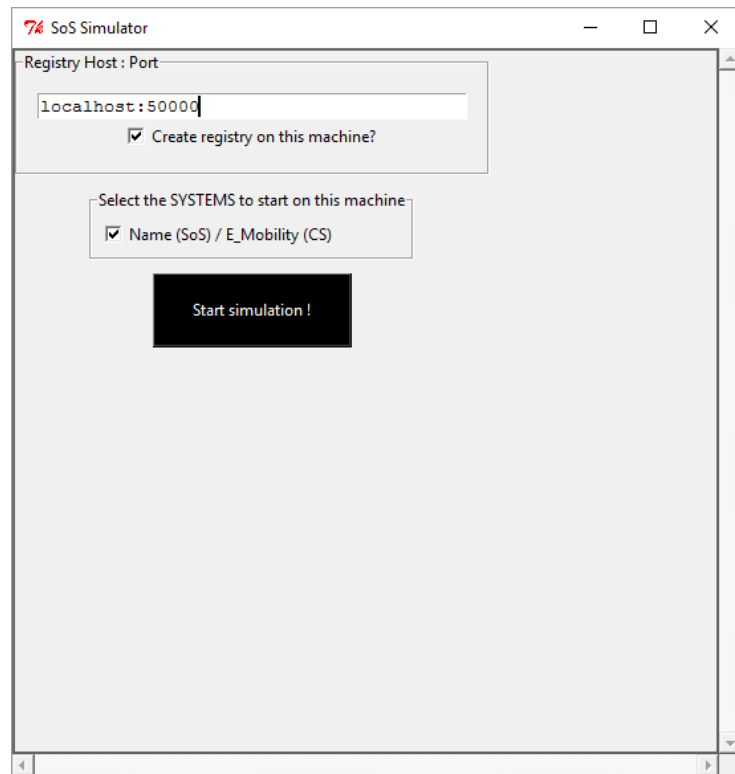 SoS Simulator
Registry Host : Port
localhost:50000
Create registry on this machine?
Select the SYSTEMS to start on this machine
Name (SoS) / E_Mobility (CS)
Start simulation !